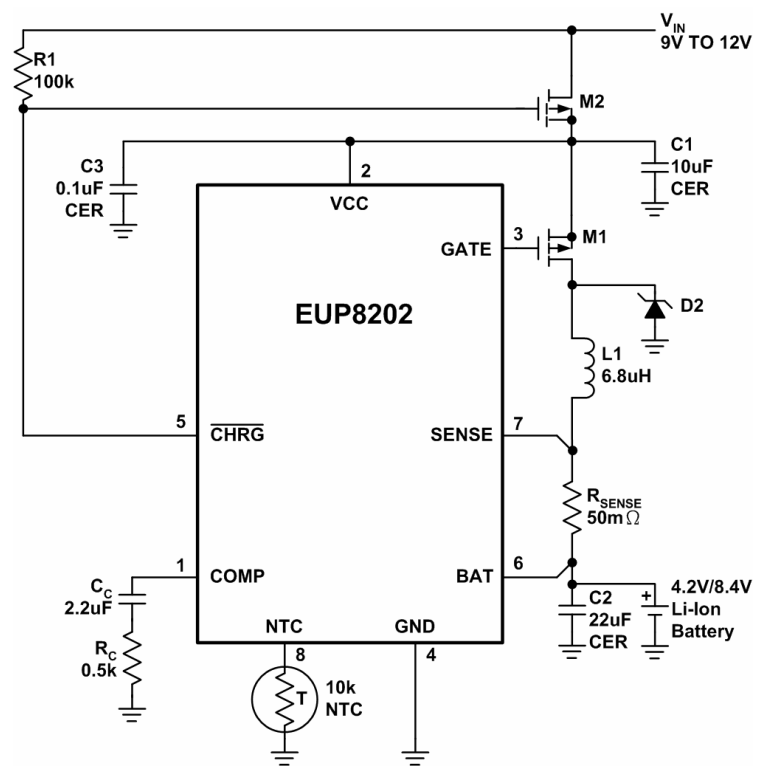 V_IN
9V TO 12V
R1
100k
M2
C3
0.1uF
CER
2
VCC
C1
10uF
CER
GATE
3
M1
EUP8202
D2
L1
6.8uH
5
CHRG
SENSE
7
R_SENSE
50mΩ
1
COMP
BAT
6
C_C
2.2uF
4.2V/8.4V
+
Li-Ion
Battery
C2
22uF
CER
NTC
GND
R_C
0.5k
8
4
T
10k
NTC